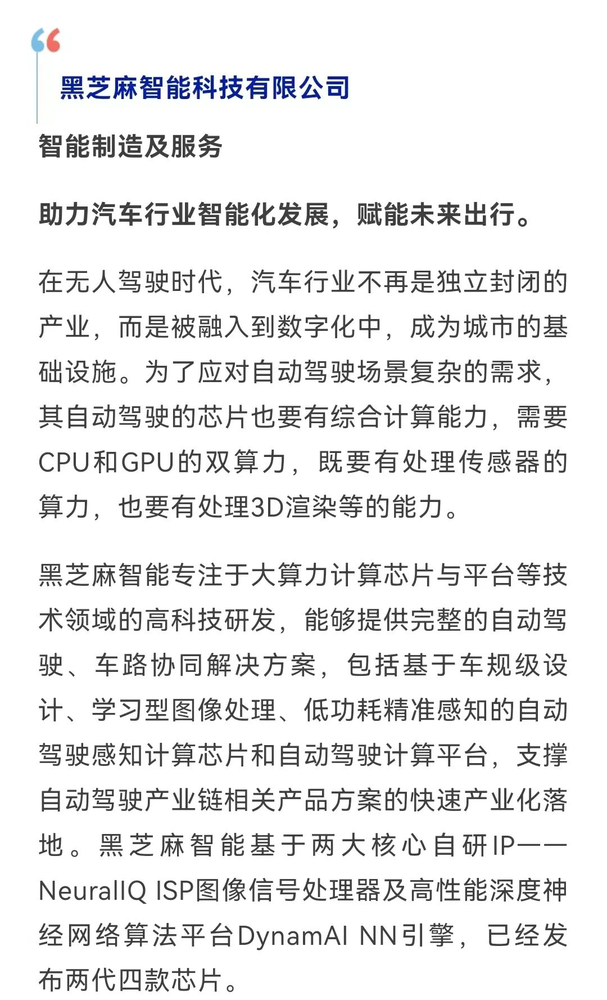 黑芝麻智能科技有限公司
智能制造及服务
助力汽车行业智能化发展，赋能未来出行。
在无人驾驶时代，汽车行业不再是独立封闭的
产业，而是被融入到数字化中，成为城市的基
础设施。为了应对自动驾驶场景复杂的需求，
其自动驾驶的芯片也要有综合计算能力，需要
CPU和GPU的双算力，既要有处理传感器的
算力，也要有处理3D渲染等的能力。
黑芝麻智能专注于大算力计算芯片与平台等技
术领域的高科技研发，能够提供完整的自动驾
驶、车路协同解决方案，包括基于车规级设
计、学习型图像处理、低功耗精准感知的自动
驾驶感知计算芯片和自动驾驶计算平台，支撑
自动驾驶产业链相关产品方案的快速产业化落
地。黑芝麻智能基于两大核心自研IP——
NeuralIQ ISP图像信号处理器及高性能深度神
经网络算法平台DynamAI NN引擎，已经发
布两代四款芯片。